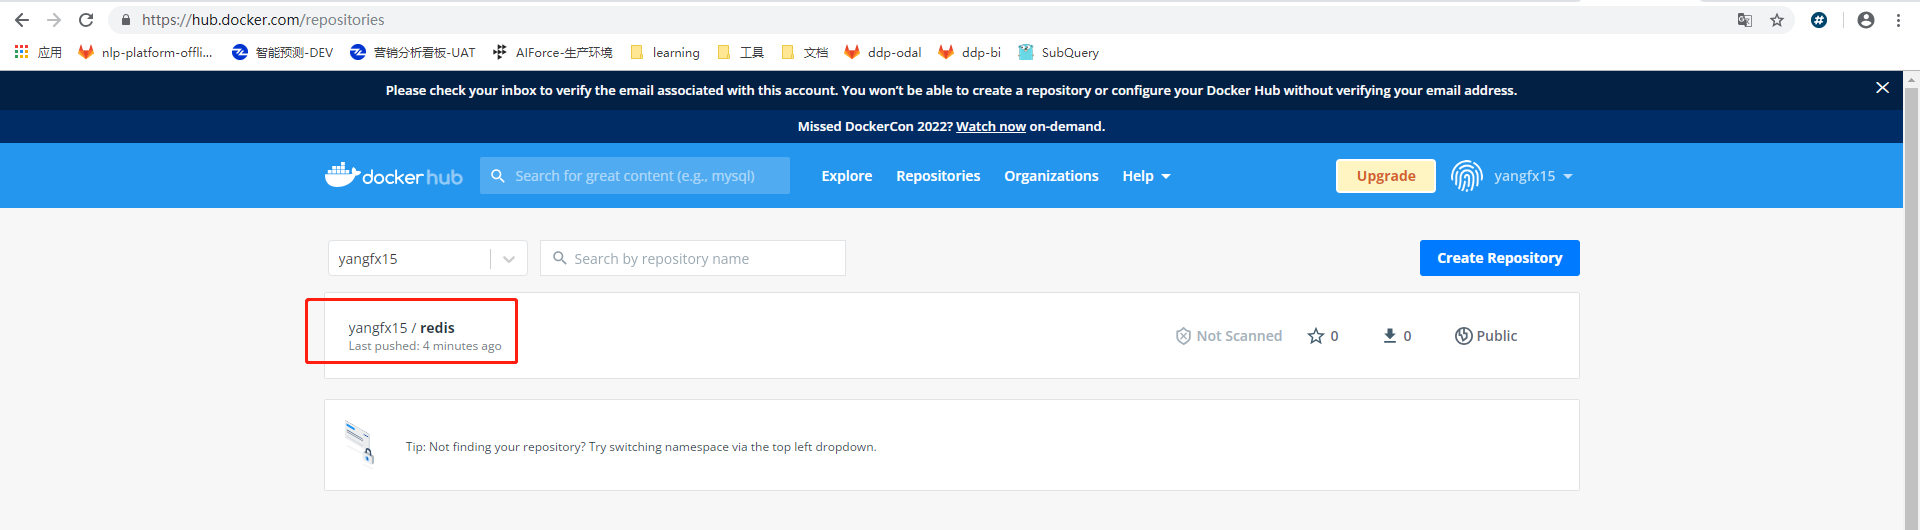 https://hub.docker.com/repositories
应用 nlp-platform-offli... 智能预测-DEV 营销分析看板-UAT AIForce-生产环境 learning 工具 文档 ddp-odal ddp-bi SubQuery
Please check your inbox to verify the email associated with this account. You won't be able to create a repository or configure your Docker Hub without verifying your email address.
Missed DockerCon 2022? Watch now on-demand.
docker hub Search for great content (e.g., mysql) Explore Repositories Organizations Help Upgrade yangfx15
yangfx15 Search by repository name Create Repository
yangfx15 / redis
Last pushed: 4 minutes ago
Not Scanned 0 0 Public
Tip: Not finding your repository? Try switching namespace via the top left dropdown.